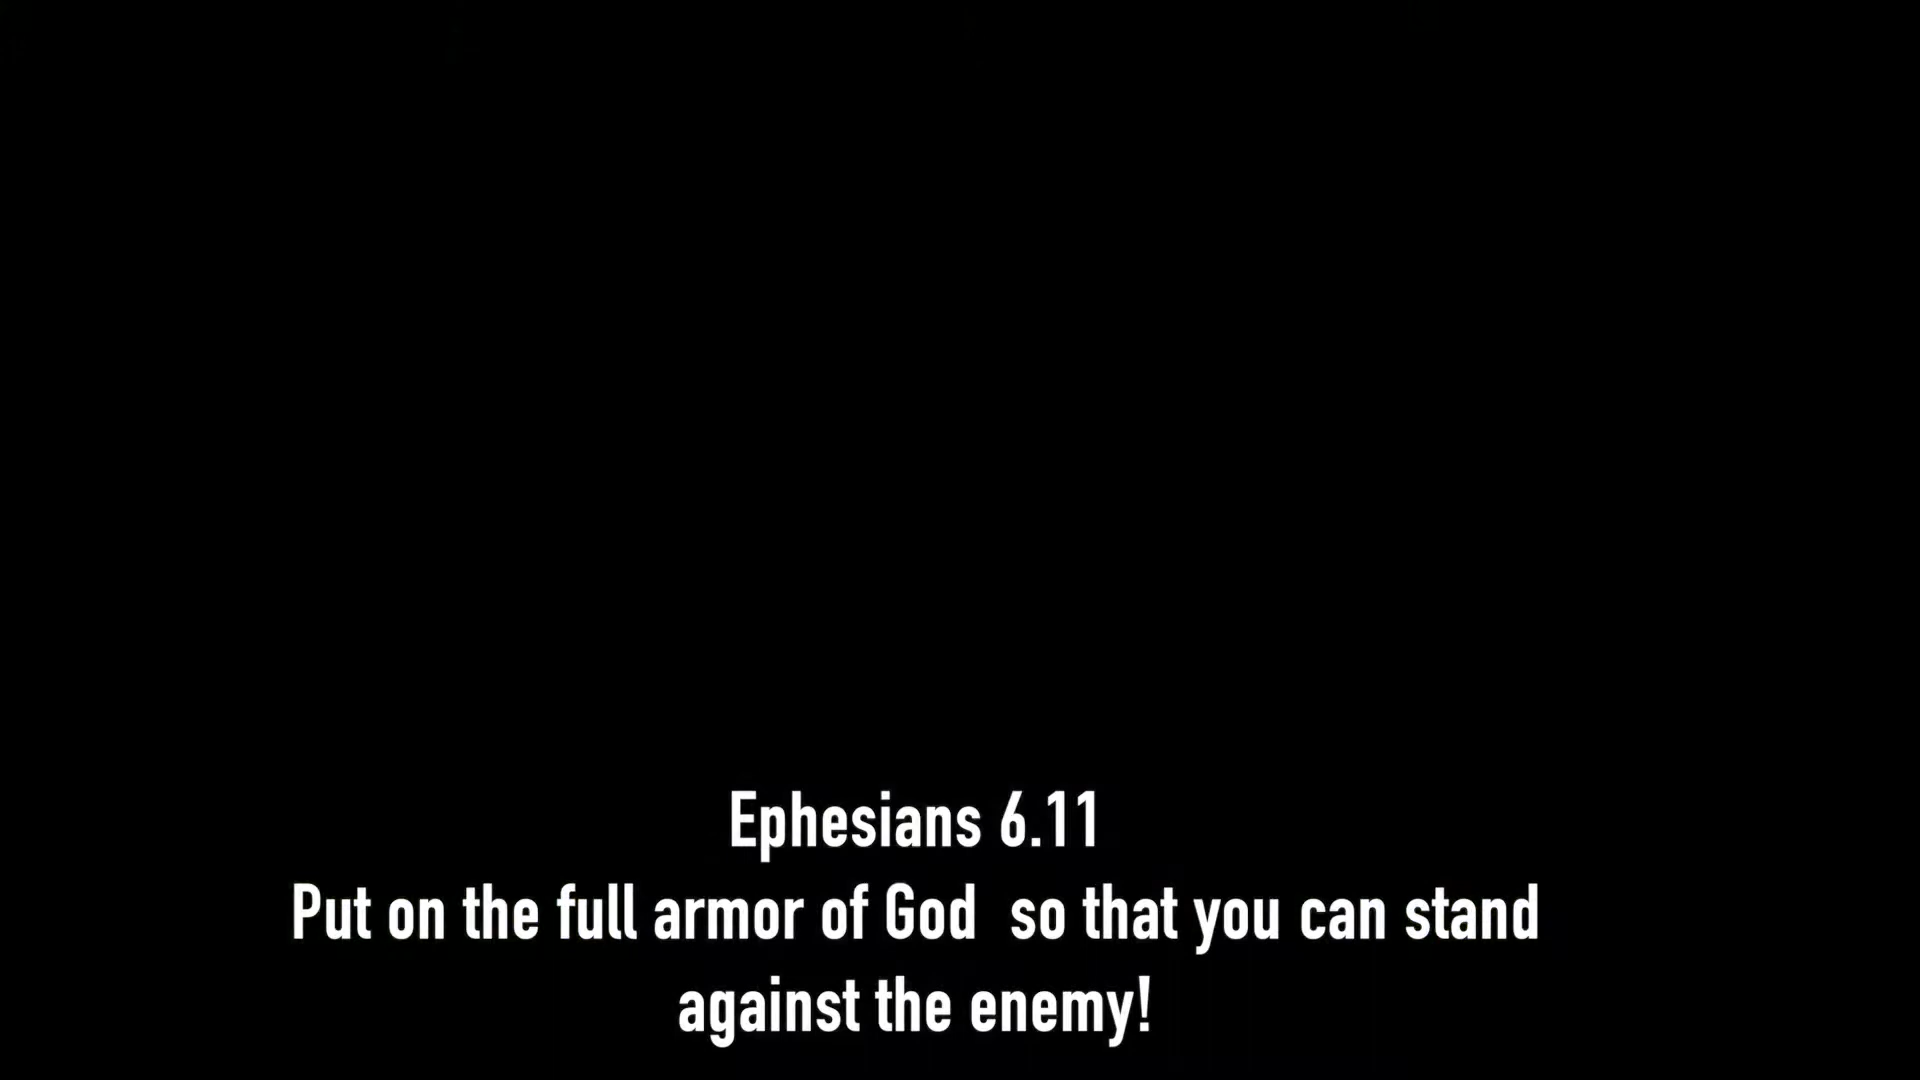 Ephesians 6.11
Put on the full armor of God  so that you can stand
against the enemy!